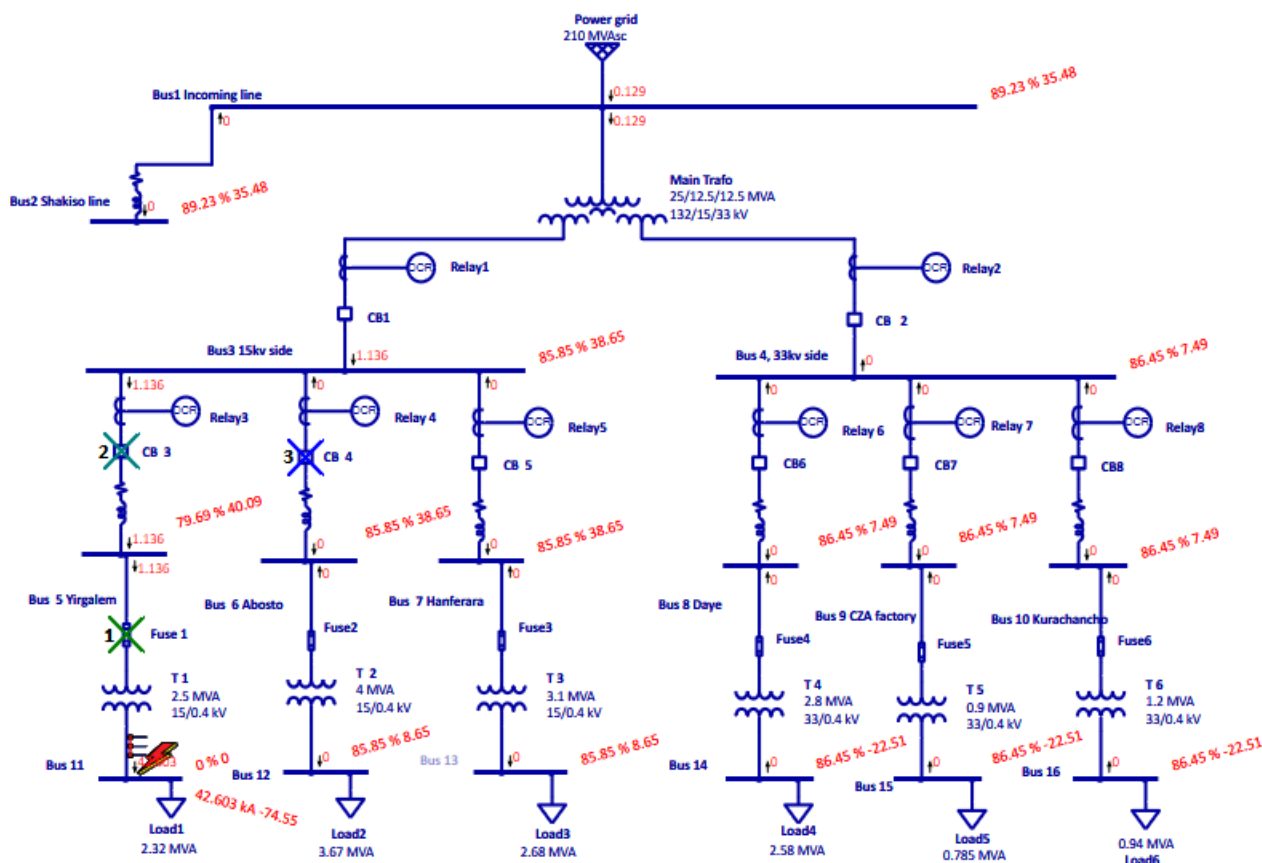 Power grid
210 MVAsc
0.129
Bus1 Incoming line
89.23 % 35.48
0
0.129
Main Trafo
25/12.5/12.5 MVA
132/15/33 kV
Bus2 Shakiso line
0
89.23 % 35.48
OCR
Relay1
OCR
Relay2
CB1
CB 2
Bus3 15kv side
1.136
85.85 % 38.65
Bus 4, 33kv side
0
86.45 % 7.49
1.136
0
0
0
0
0
OCR
Relay3
OCR
Relay 4
OCR
Relay5
OCR
Relay 6
OCR
Relay 7
OCR
Relay8
2
CB 3
3
CB 4
CB 5
CB6
CB7
CB8
79.69 % 40.09
85.85 % 38.65
85.85 % 38.65
86.45 % 7.49
86.45 % 7.49
86.45 % 7.49
1.136
0
0
0
0
0
1.136
0
0
0
0
0
Bus 5 Yirgalem
Bus 6 Abosto
Bus 7 Hanferara
Bus 8 Daye
Bus 9 CZA factory
Bus 10 Kurachancho
1
Fuse 1
Fuse2
Fuse3
Fuse4
Fuse5
Fuse6
T 1
2.5 MVA
15/0.4 kV
T 2
4 MVA
15/0.4 kV
T 3
3.1 MVA
15/0.4 kV
T 4
2.8 MVA
33/0.4 kV
T 5
0.9 MVA
33/0.4 kV
T 6
1.2 MVA
33/0.4 kV
Bus 11
0 % 0
Bus 12
0
85.85 % 8.65
Bus 13
0
85.85 % 8.65
Bus 14
0
86.45 % -22.51
Bus 15
0
86.45 % -22.51
Bus 16
0
86.45 % -22.51
42.603 kA -74.55
Load1
2.32 MVA
Load2
3.67 MVA
Load3
2.68 MVA
Load4
2.58 MVA
Load5
0.785 MVA
0.94 MVA
Load6